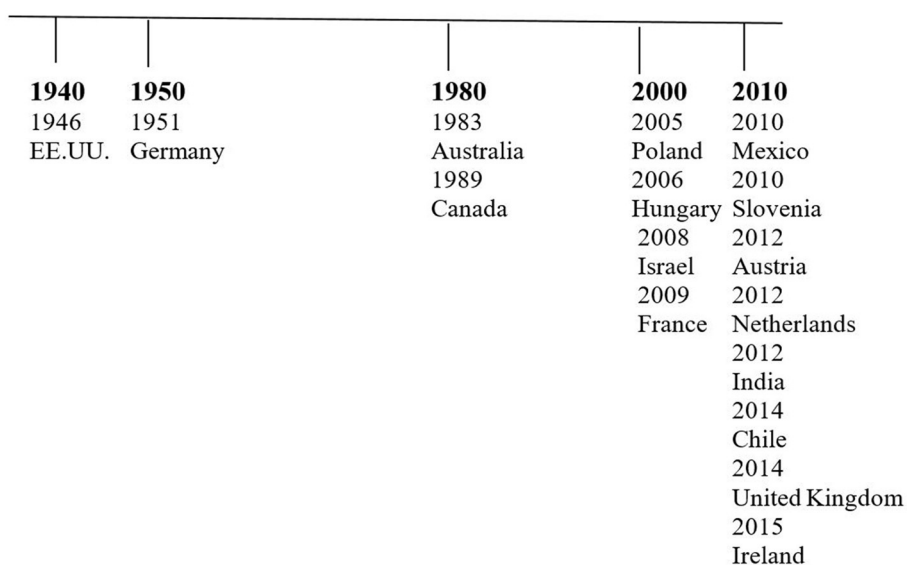 1940
1946
EE.UU.
1950
1951
Germany
1980
1983
Australia
1989
Canada
2000
2005
Poland
2006
Hungary
2008
Israel
2009
France
2010
2010
Mexico
2010
Slovenia
2012
Austria
2012
Netherlands
2012
India
2014
Chile
2014
United Kingdom
2015
Ireland